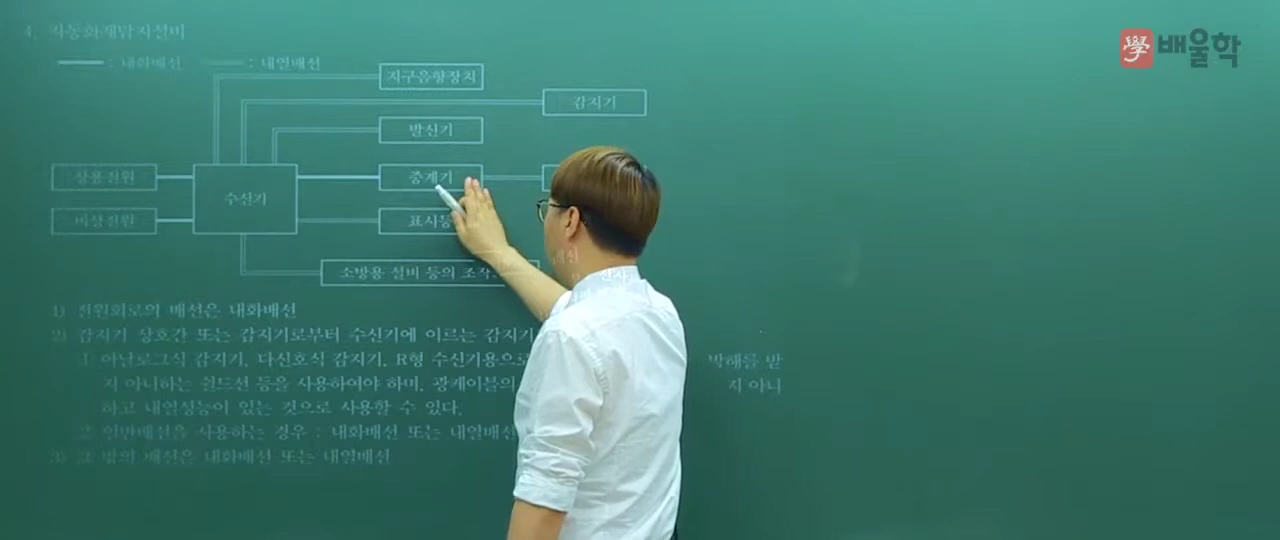 4. 자동화재탐지설비
學 배울학
: 내화배선 : 내열배선
지구음향장치
감지기
발신기
상용전원 중계기
수신기
비상전원 표시등
소방용 설비 등의 조작
1) 전원회로의 배선은 내화배선
2) 감지기 상호간 또는 감지기로부터 수신기에 이르는 감지기
1) 아날로그식 감지기, 다신호식 감지기, R형 수신기용으로 방해를 받
지 아니하는 쉴드선 등을 사용하여야 하며, 광케이블의 지 아니
하고 내열성능이 있는 것으로 사용할 수 있다.
2) 일반배선을 사용하는 경우 : 내화배선 또는 내열배선
3) 그 밖의 배선은 내화배선 또는 내열배선